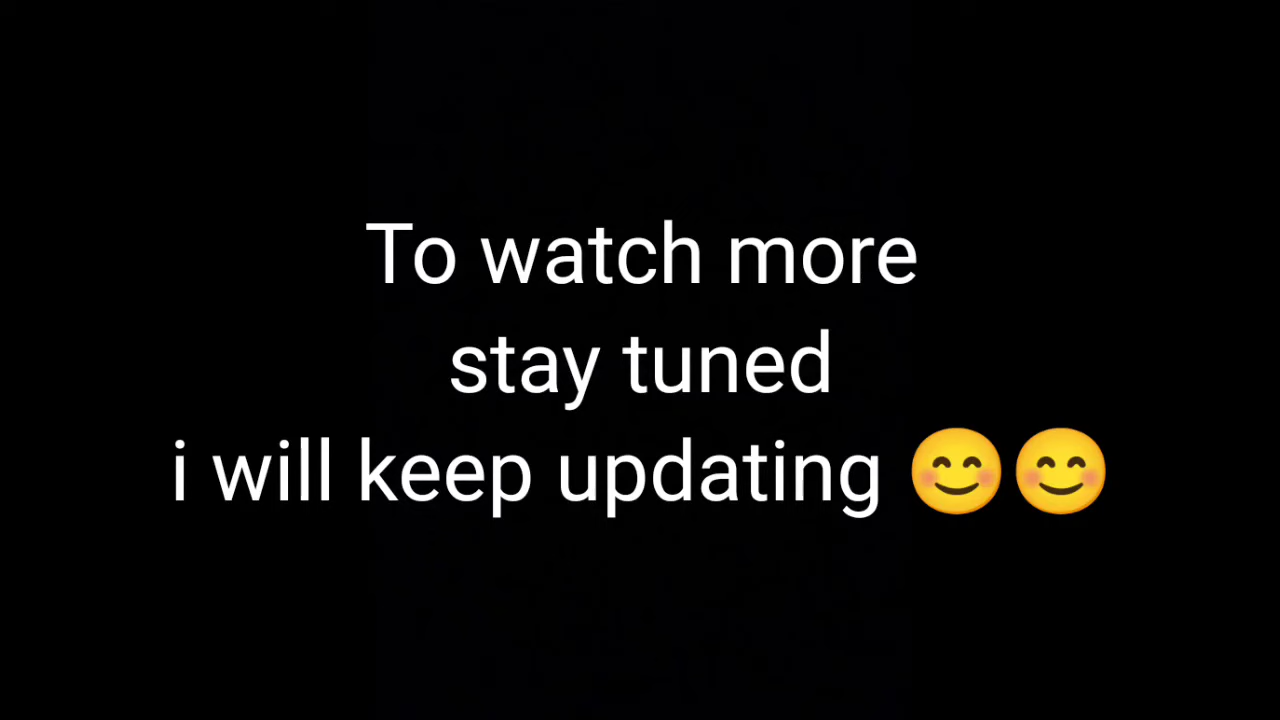 To watch more
stay tuned
i will keep updating 😊😊